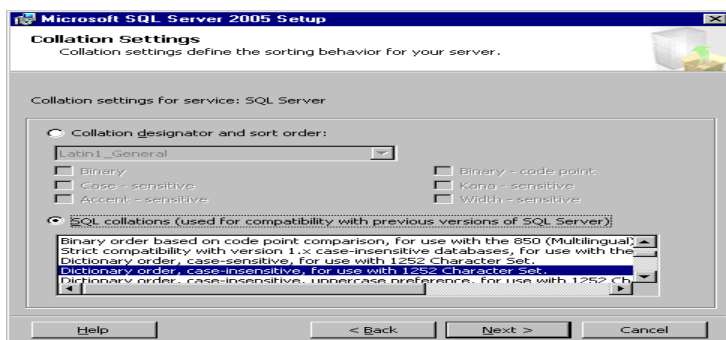 Microsoft SQL Server 2005 Setup
Collation Settings
Collation settings define the sorting behavior for your server.
Collation settings for service: SQL Server
Collation designator and sort order:
Latin1_General
Binary
Binary - code point
Case - sensitive
Kana - sensitive
Accent - sensitive
Width - sensitive
SQL collations (used for compatibility with previous versions of SQL Server)
Binary order based on code point comparison, for use with the 850 (Multilingual)
Strict compatibility with version 1.x case-insensitive databases, for use with the
Dictionary order, case-sensitive, for use with 1252 Character Set.
Dictionary order, case-insensitive, for use with 1252 Character Set.
Dictionary order, case-insensitive, uppercase preference, for use with 1252 Ch
Help
< Back
Next >
Cancel